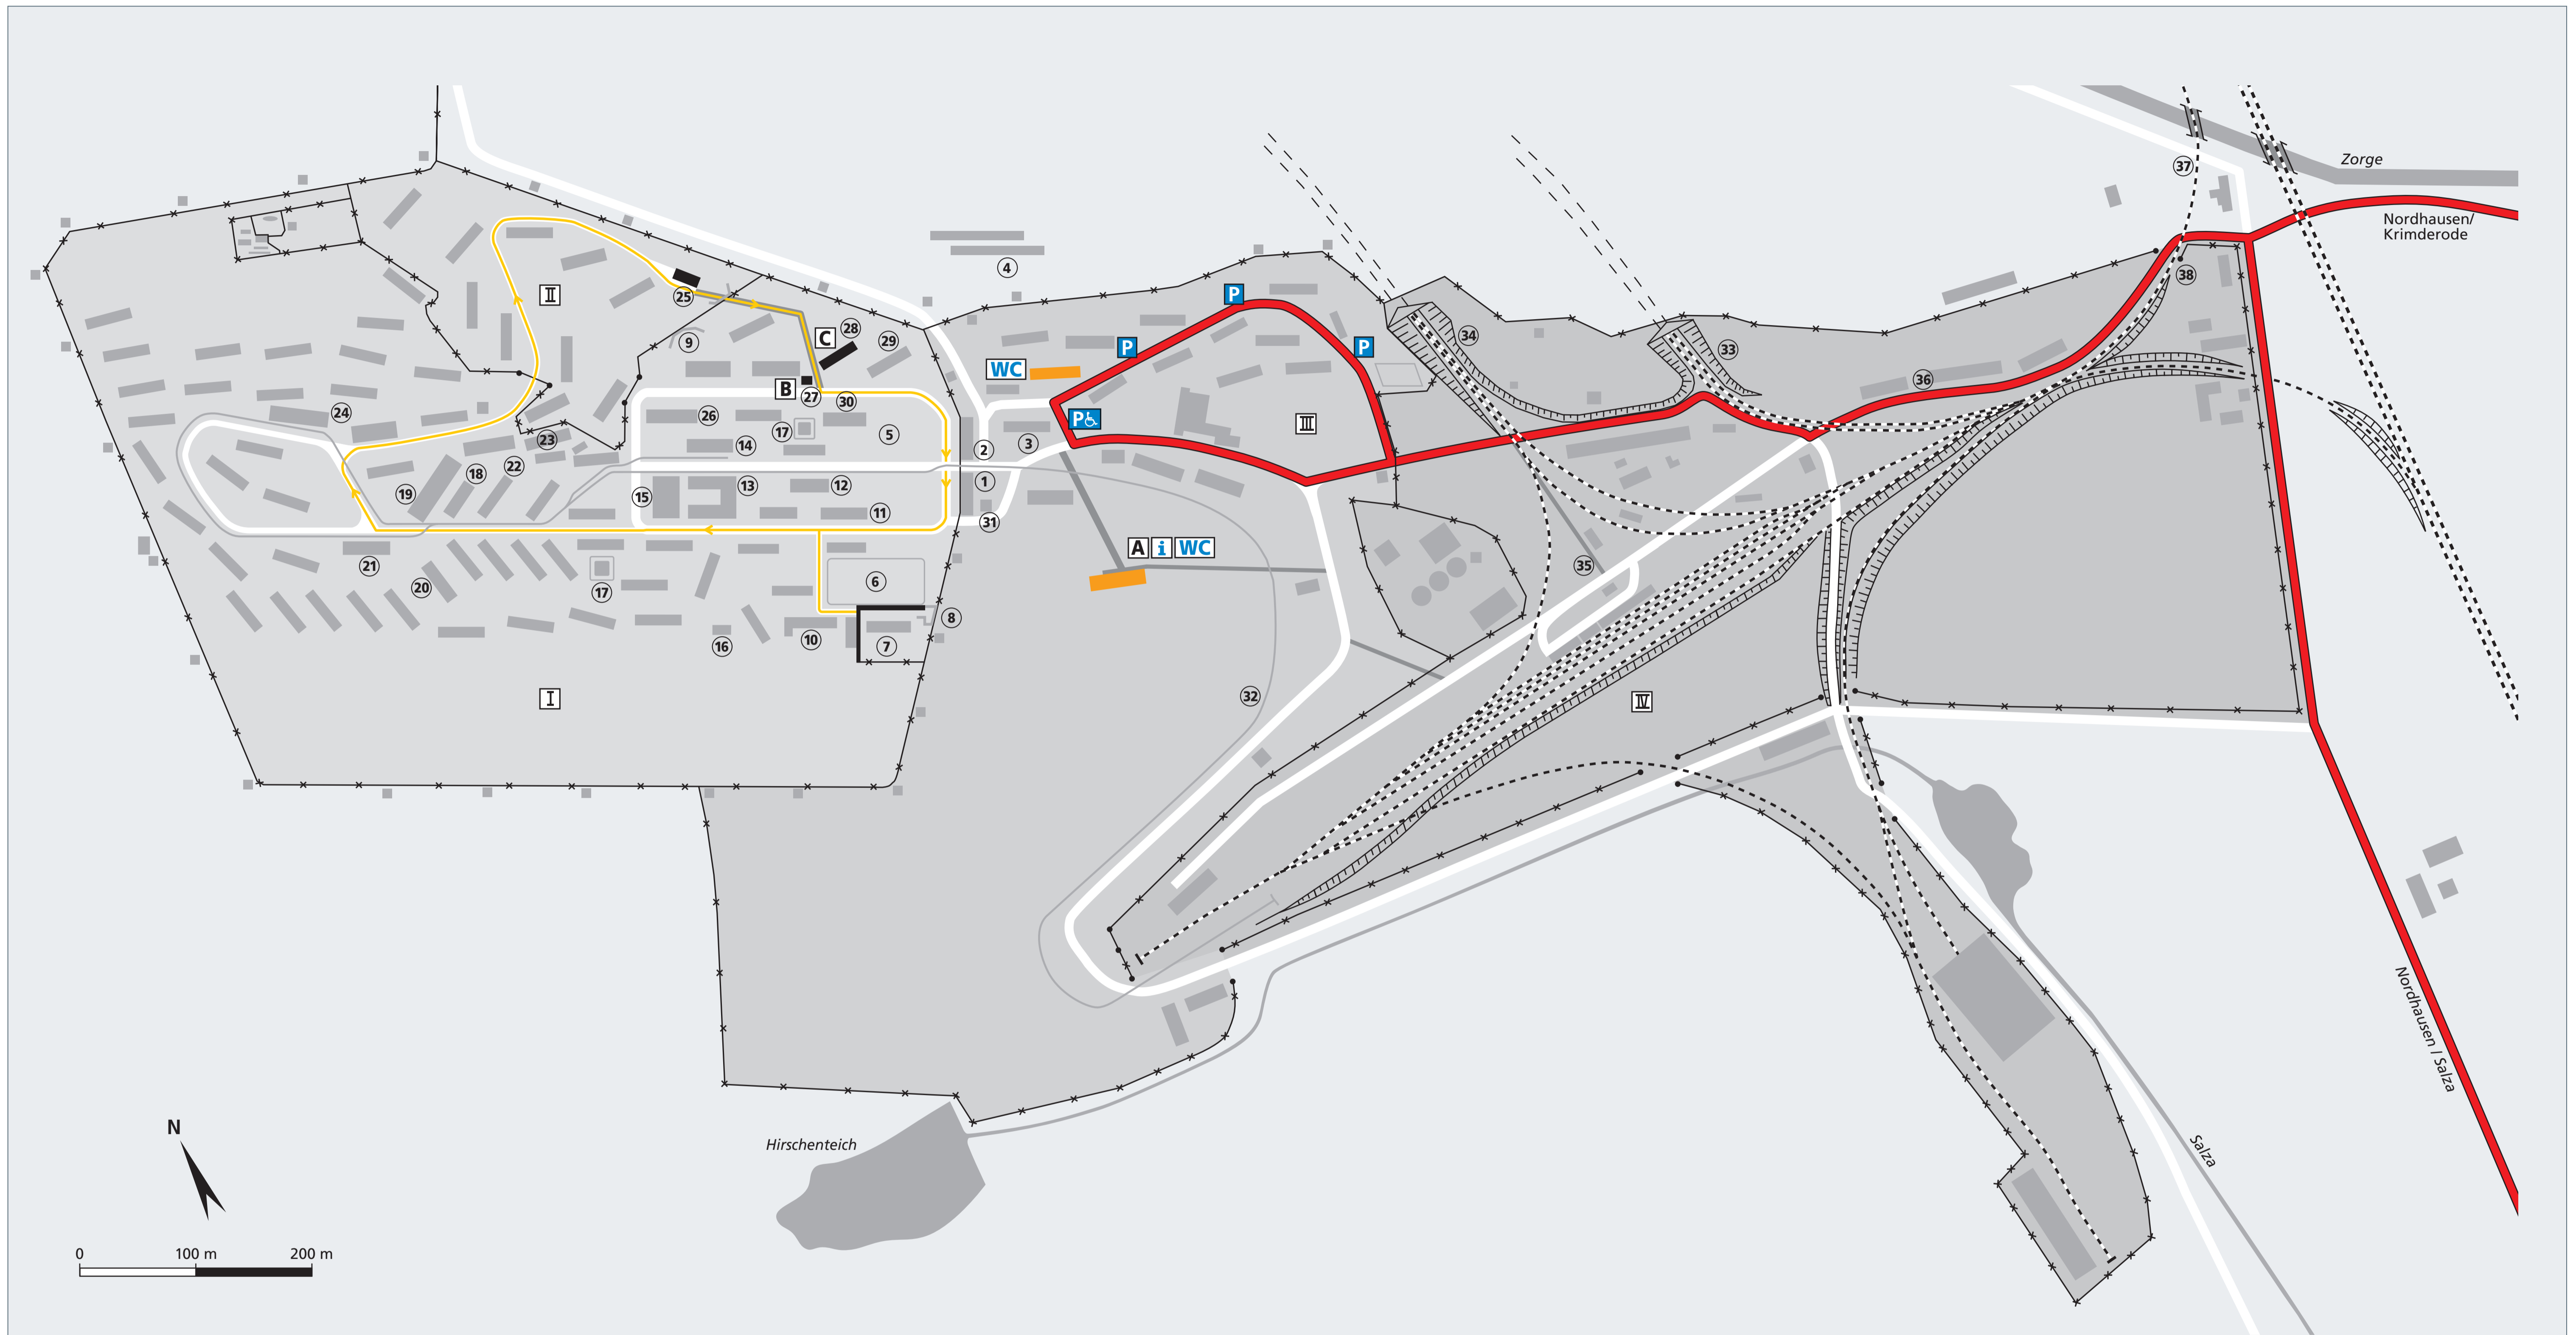 37
Zorge
Nordhausen/
Krimderode
4
38
II
25
P
C
28
29
9
34
33
P
P
WC
36
B
27
30
24
26
17
5
P♿
III
23
14
2
3
22
18
19
15
13
12
1
11
31
A i WC
21
20
17
6
35
8
16
10
7
I
32
IV
Nordhausen / Salza
N
Hirschenteich
Salza
0 100 m 200 m